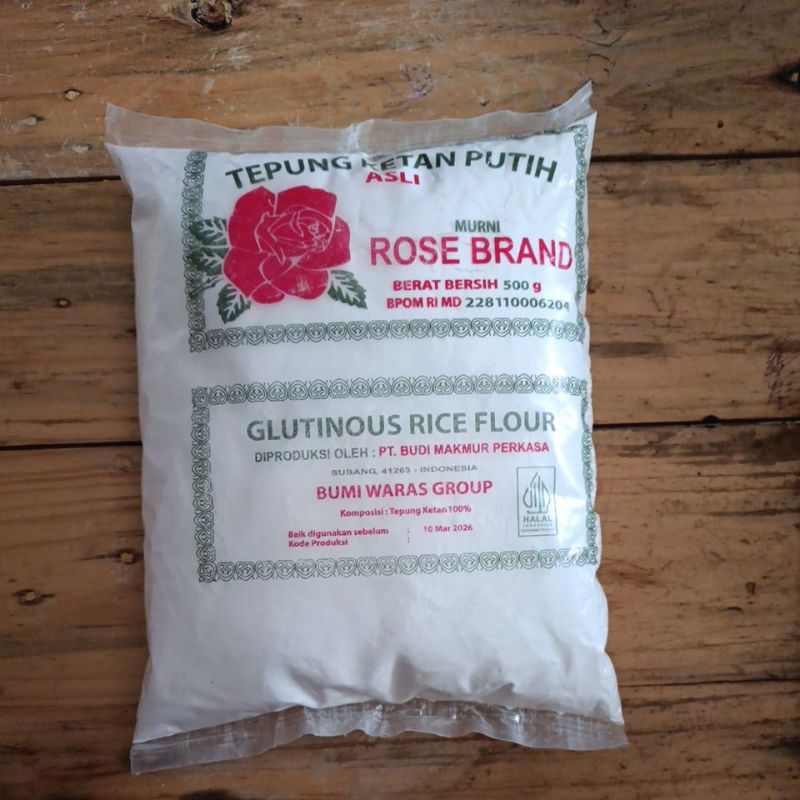 TEPUNG KETAN PUTIH
ASLI
MURNI
ROSE BRAND
BERAT BERSIH 500 g
BPOM RI MD 228110006204
GLUTINOUS RICE FLOUR
DIPRODUKSI OLEH : PT. BUDI MAKMUR PERKASA
SUBANG, 41263 - INDONESIA
BUMI WARAS GROUP
Komposisi : Tepung Ketan 100%
Baik digunakan sebelum : 10 Mar 2026
Kode Produksi :
HALAL
INDONESIA